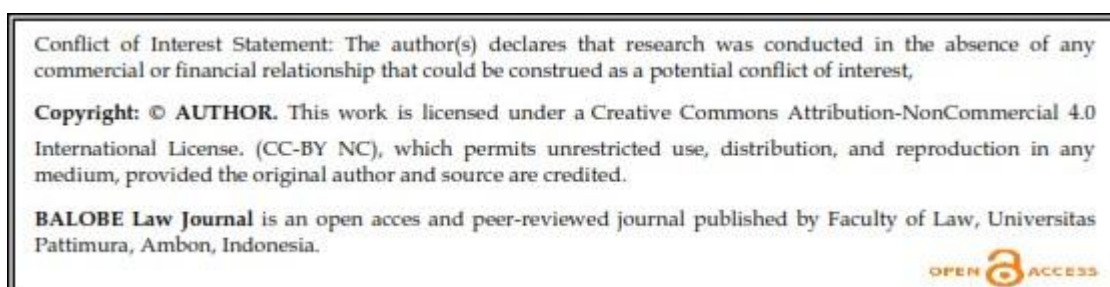 Conflict of Interest Statement: The author(s) declares that research was conducted in the absence of any
commercial or financial relationship that could be construed as a potential conflict of interest,
Copyright: © AUTHOR. This work is licensed under a Creative Commons Attribution-NonCommercial 4.0
International License. (CC-BY NC), which permits unrestricted use, distribution, and reproduction in any
medium, provided the original author and source are credited.
BALOBE Law Journal is an open acces and peer-reviewed journal published by Faculty of Law, Universitas
Pattimura, Ambon, Indonesia.
OPEN ACCESS